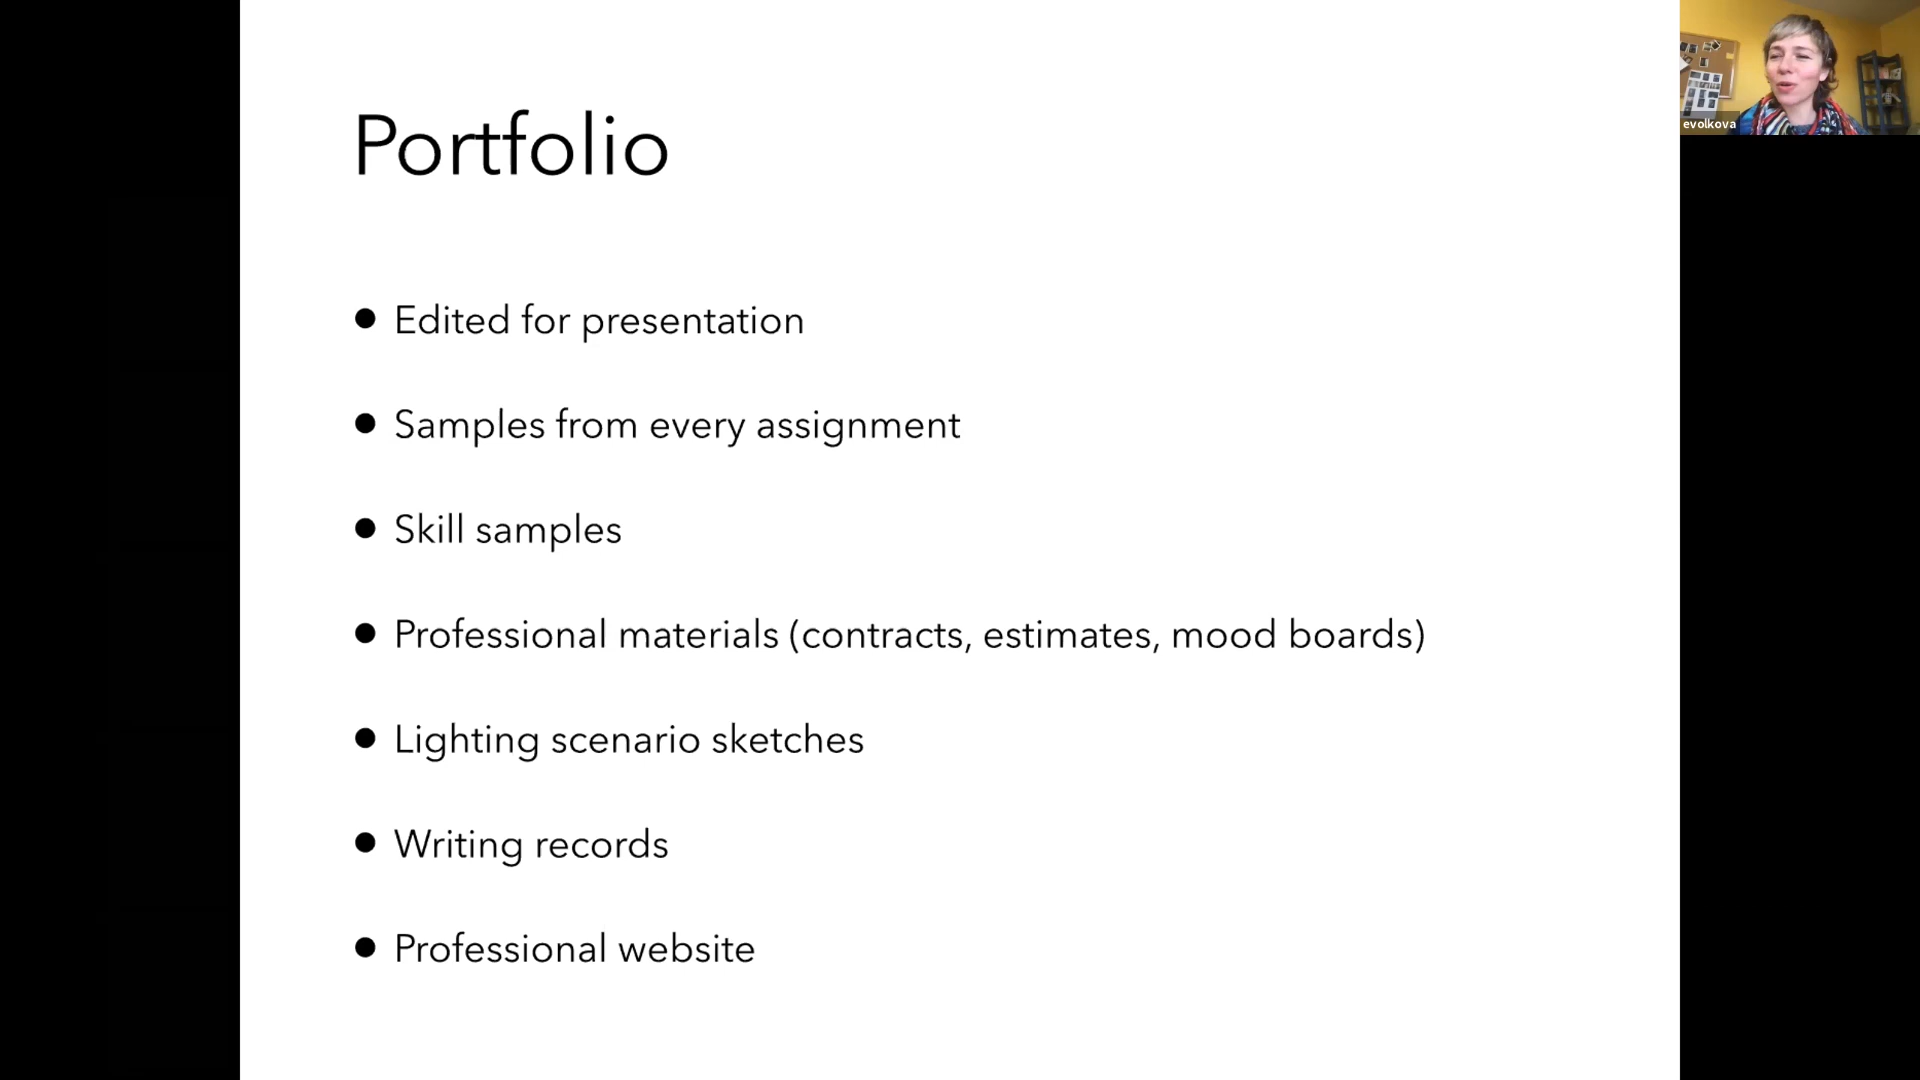 Portfolio
● Edited for presentation
● Samples from every assignment
● Skill samples
● Professional materials (contracts, estimates, mood boards)
● Lighting scenario sketches
● Writing records
● Professional website
evolkova